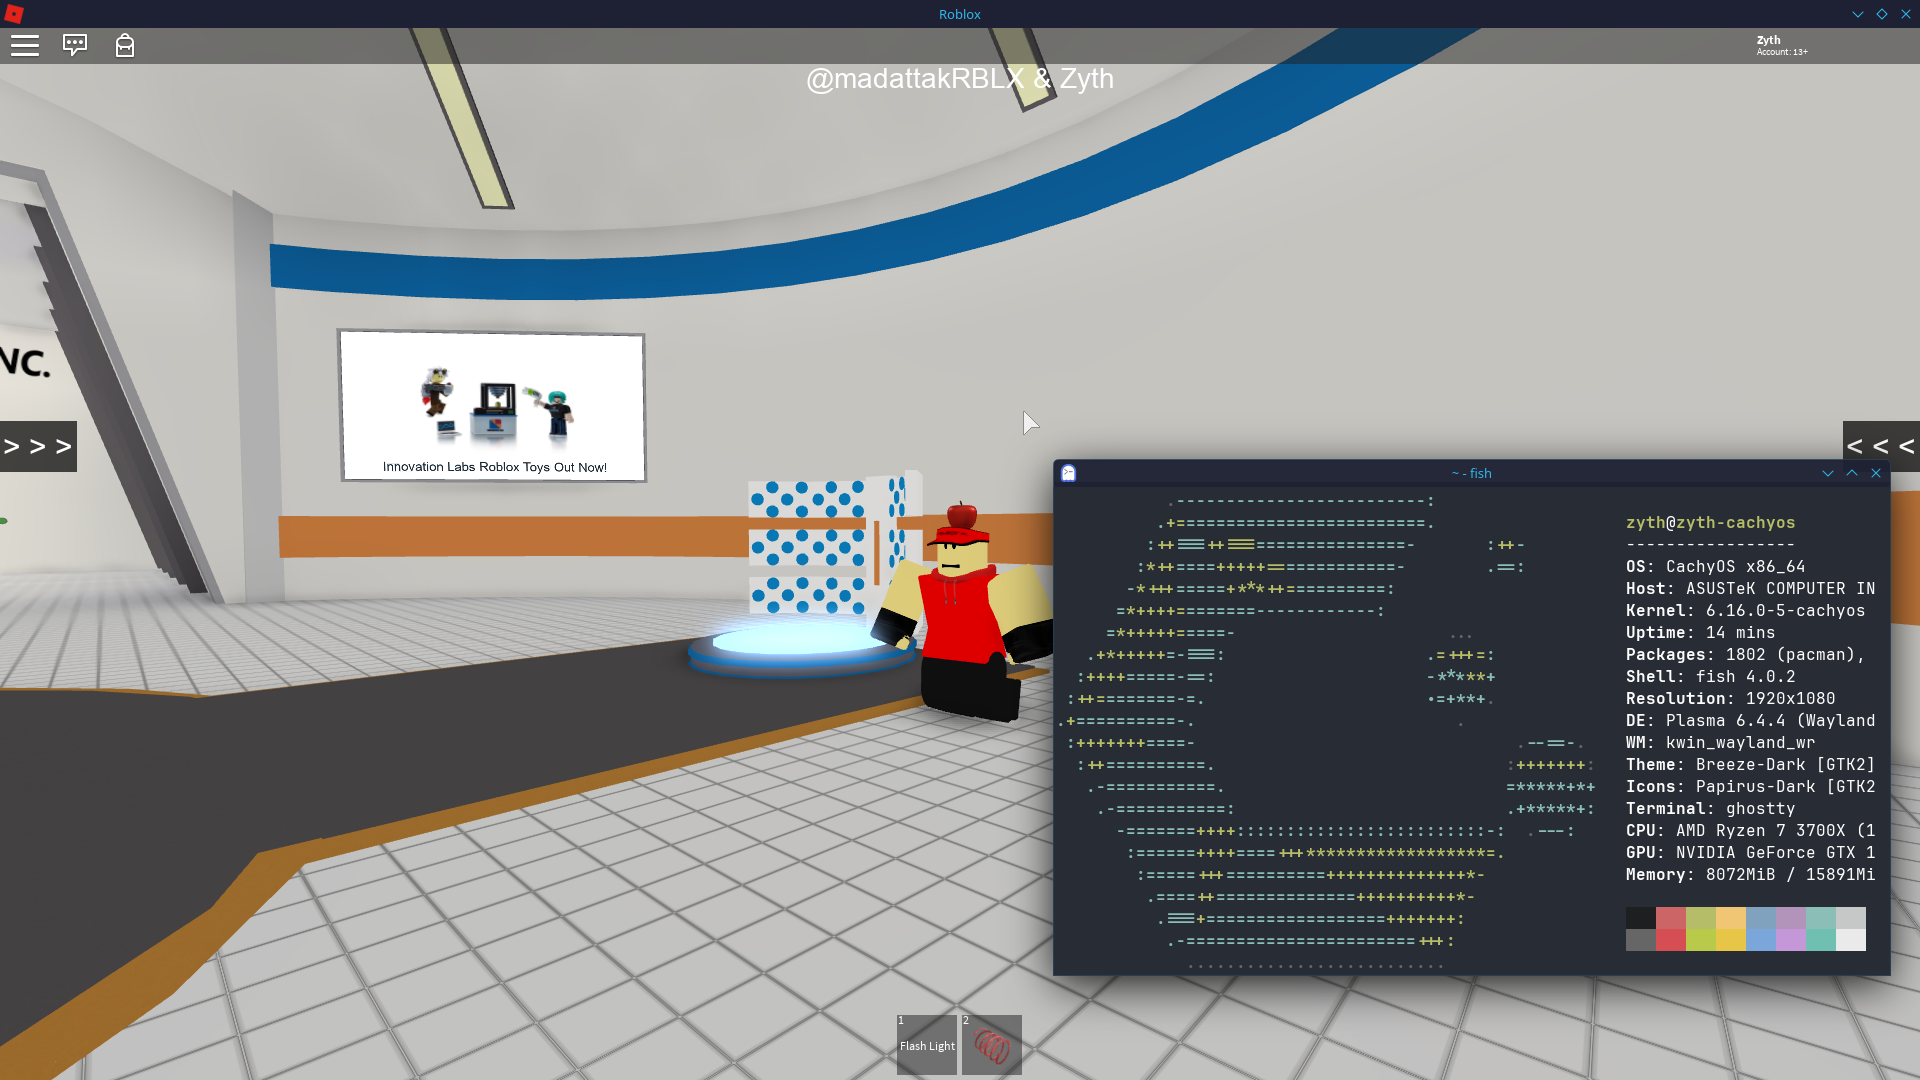 Roblox
Zyth
Account: 13+
@madattakRBLX & Zyth
NC.
> > >
< < <
Innovation Labs Roblox Toys Out Now!
~ - fish
zyth@zyth-cachyos
-----------------
OS: CachyOS x86_64
Host: ASUSTeK COMPUTER IN
Kernel: 6.16.0-5-cachyos
Uptime: 14 mins
Packages: 1802 (pacman),
Shell: fish 4.0.2
Resolution: 1920x1080
DE: Plasma 6.4.4 (Wayland
WM: kwin_wayland_wr
Theme: Breeze-Dark [GTK2]
Icons: Papirus-Dark [GTK2
Terminal: ghostty
CPU: AMD Ryzen 7 3700X (1
GPU: NVIDIA GeForce GTX 1
Memory: 8072MiB / 15891Mi
1
Flash Light
2